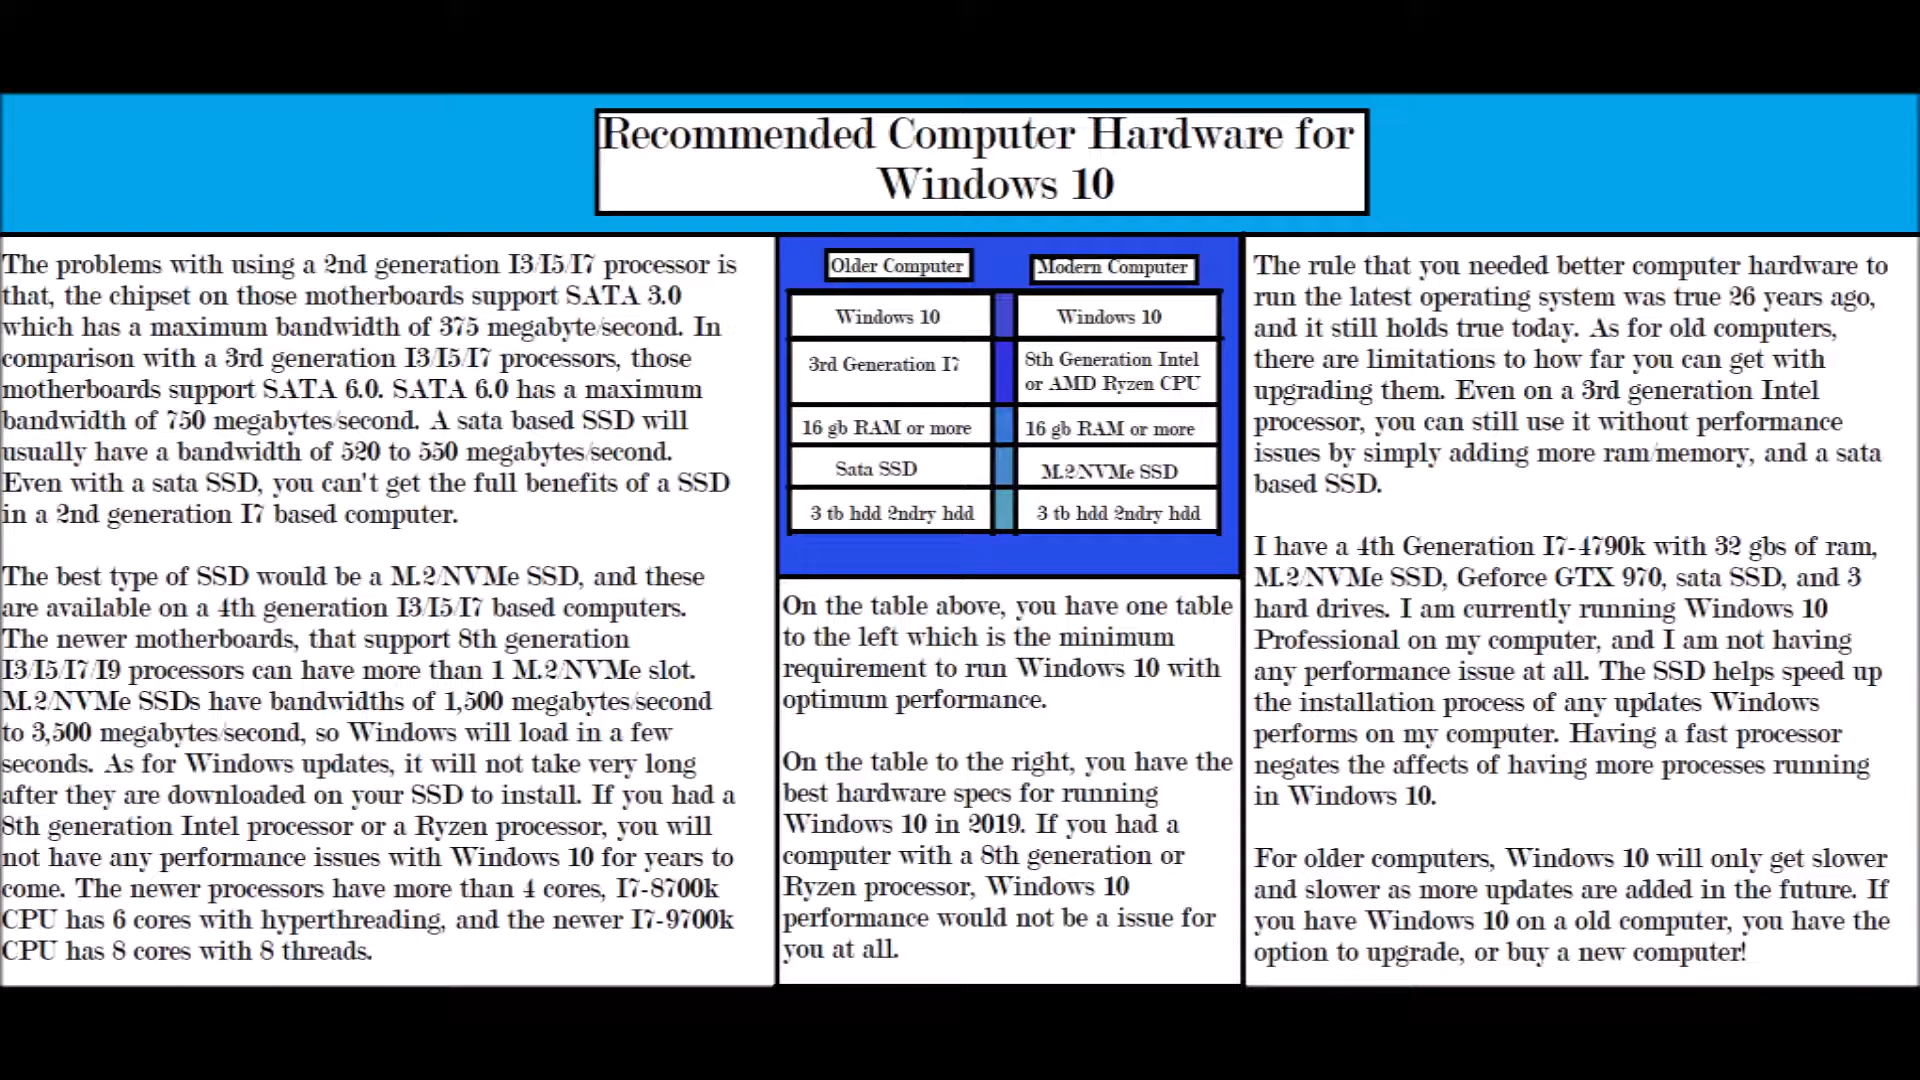 Recommended Computer Hardware for
Windows 10
The problems with using a 2nd generation I3/I5/I7 processor is
that, the chipset on those motherboards support SATA 3.0
which has a maximum bandwidth of 375 megabyte/second. In
comparison with a 3rd generation I3/I5/I7 processors, those
motherboards support SATA 6.0. SATA 6.0 has a maximum
bandwidth of 750 megabytes/second. A sata based SSD will
usually have a bandwidth of 520 to 550 megabytes/second.
Even with a sata SSD, you can't get the full benefits of a SSD
in a 2nd generation I7 based computer.
The best type of SSD would be a M.2/NVMe SSD, and these
are available on a 4th generation I3/I5/I7 based computers.
The newer motherboards, that support 8th generation
I3/I5/I7/I9 processors can have more than 1 M.2/NVMe slot.
M.2/NVMe SSDs have bandwidths of 1,500 megabytes/second
to 3,500 megabytes/second, so Windows will load in a few
seconds. As for Windows updates, it will not take very long
after they are downloaded on your SSD to install. If you had a
8th generation Intel processor or a Ryzen processor, you will
not have any performance issues with Windows 10 for years to
come. The newer processors have more than 4 cores, I7-8700k
CPU has 6 cores with hyperthreading, and the newer I7-9700k
CPU has 8 cores with 8 threads.
Older Computer
Modern Computer
Windows 10
Windows 10
3rd Generation I7
8th Generation Intel
or AMD Ryzen CPU
16 gb RAM or more
16 gb RAM or more
Sata SSD
M.2/NVMe SSD
3 tb hdd 2ndry hdd
3 tb hdd 2ndry hdd
On the table above, you have one table
to the left which is the minimum
requirement to run Windows 10 with
optimum performance.
On the table to the right, you have the
best hardware specs for running
Windows 10 in 2019. If you had a
computer with a 8th generation or
Ryzen processor, Windows 10
performance would not be a issue for
you at all.
The rule that you needed better computer hardware to
run the latest operating system was true 26 years ago,
and it still holds true today. As for old computers,
there are limitations to how far you can get with
upgrading them. Even on a 3rd generation Intel
processor, you can still use it without performance
issues by simply adding more ram/memory, and a sata
based SSD.
I have a 4th Generation I7-4790k with 32 gbs of ram,
M.2/NVMe SSD, Geforce GTX 970, sata SSD, and 3
hard drives. I am currently running Windows 10
Professional on my computer, and I am not having
any performance issue at all. The SSD helps speed up
the installation process of any updates Windows
performs on my computer. Having a fast processor
negates the affects of having more processes running
in Windows 10.
For older computers, Windows 10 will only get slower
and slower as more updates are added in the future. If
you have Windows 10 on a old computer, you have the
option to upgrade, or buy a new computer!